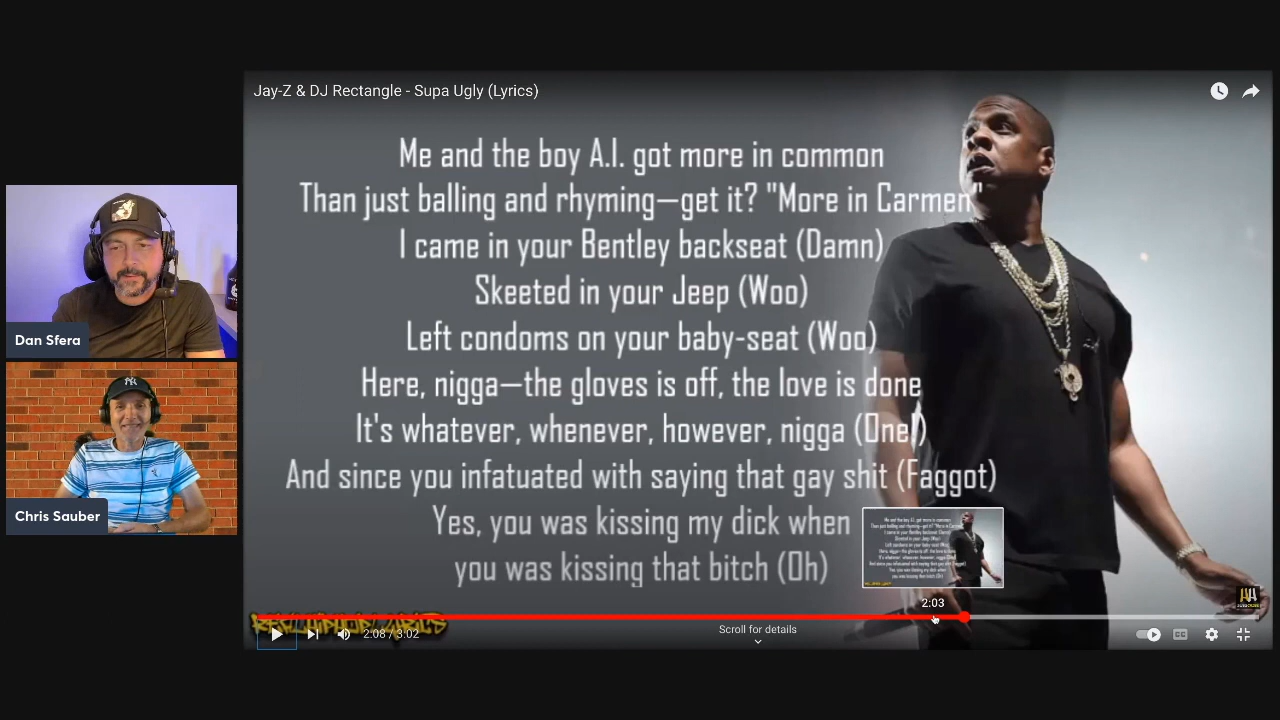 Jay-Z & DJ Rectangle - Supa Ugly (Lyrics)
Me and the boy A.I. got more in common
Than just balling and rhyming—get it? "More in Carmen"
I came in your Bentley backseat (Damn)
Skeeted in your Jeep (Woo)
Left condoms on your baby-seat (Woo)
Here, nigga—the gloves is off, the love is done
It's whatever, whenever, however, nigga (One!)
And since you infatuated with saying that gay shit (Faggot)
Yes, you was kissing my dick when
you was kissing that bitch (Oh)
Dan Sfera
Chris Sauber
2:03
2:08 / 3:02
Scroll for details